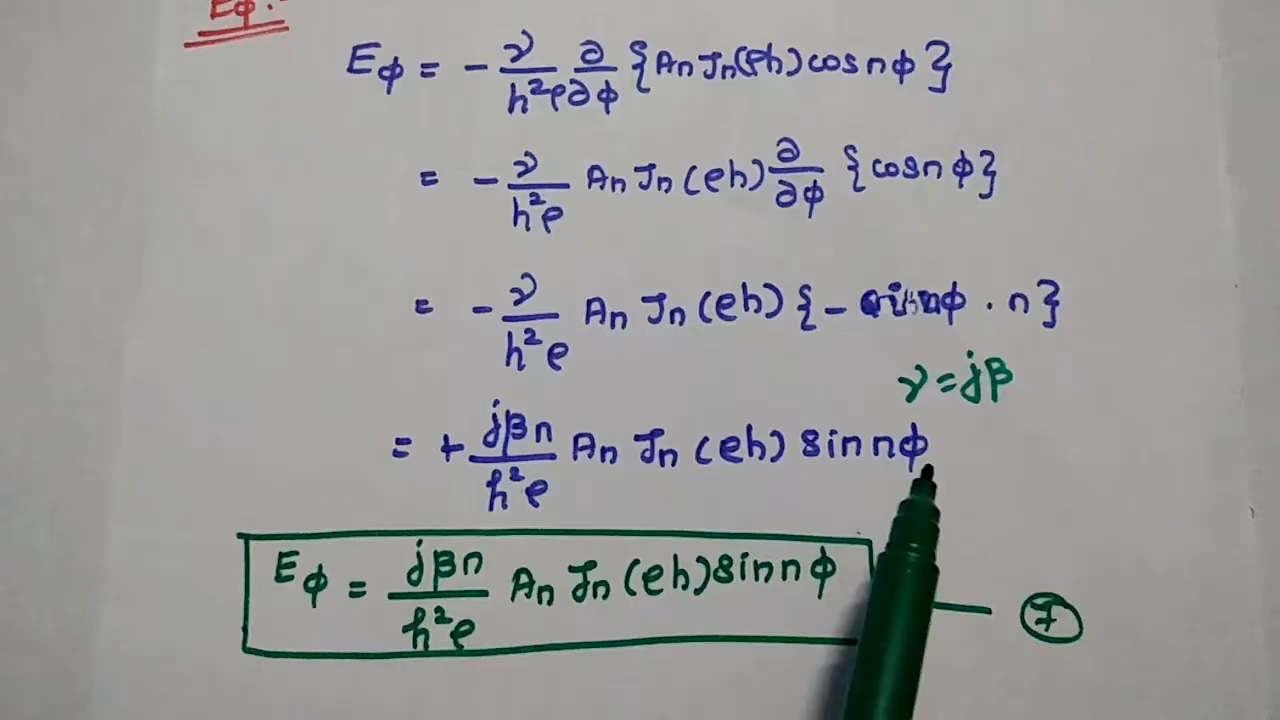 Eφ:
Eφ = - γ/h²ρ ∂/∂φ {An Jn(ρh) cos nφ}
= - γ/h²ρ An Jn(ρh) ∂/∂φ {cos nφ}
= - γ/h²ρ An Jn(ρh) {- sin nφ . n}
γ = jβ
= + jβn/h²ρ An Jn(ρh) sin nφ
Eφ = jβn/h²ρ An Jn(ρh) sin nφ — 7